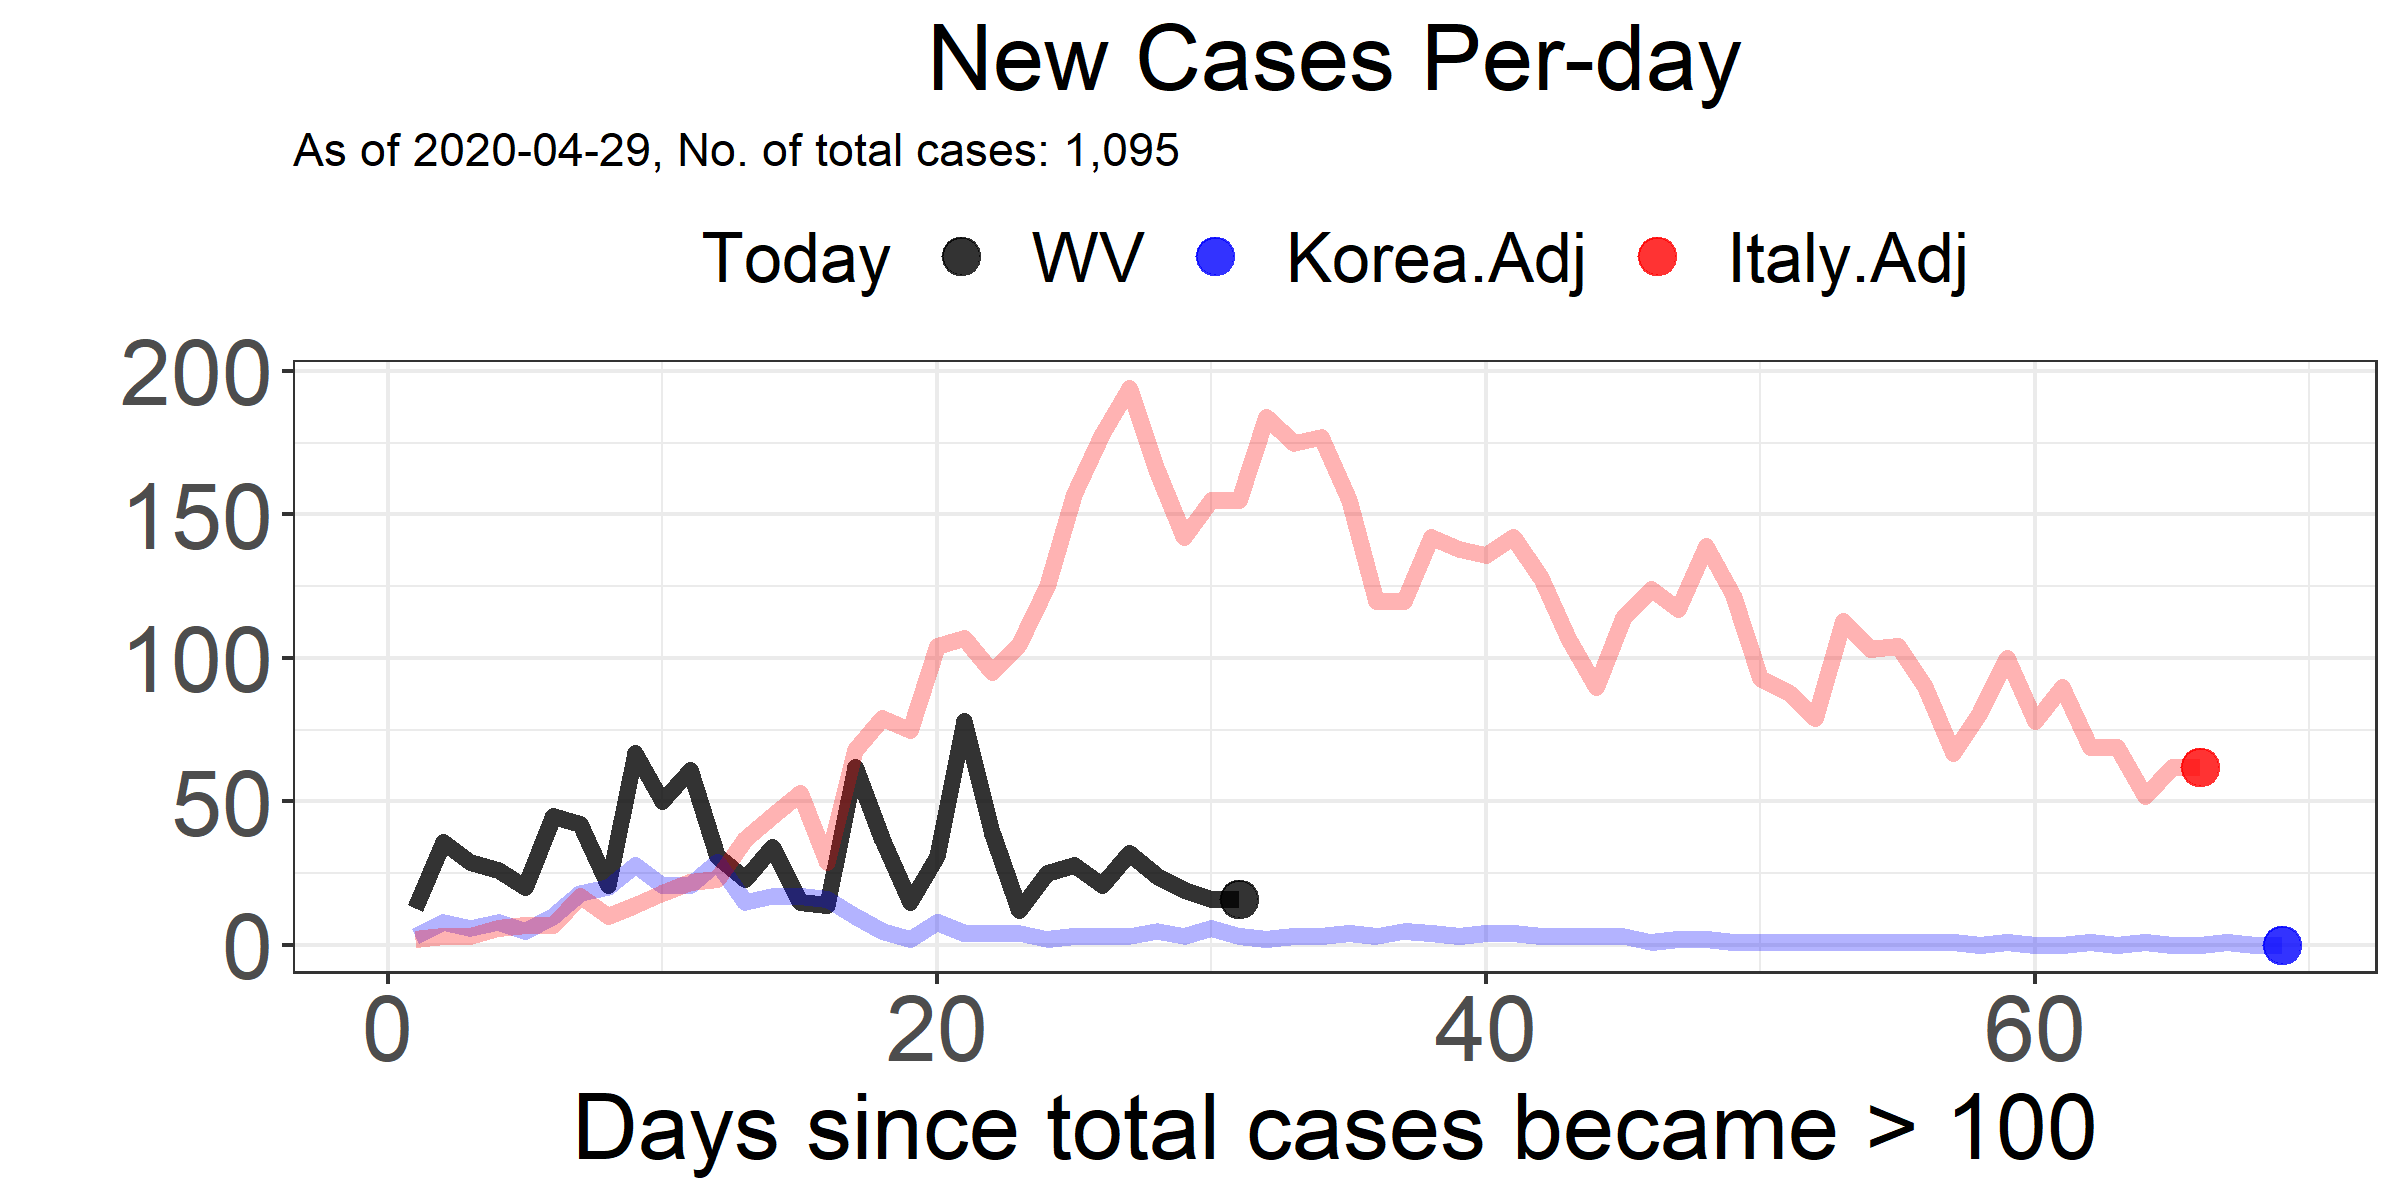 New Cases Per-day
As of 2020-04-29, No. of total cases: 1,095
Today WV Korea.Adj Italy.Adj
200
150
100
50
0
0 20 40 60
Days since total cases became > 100